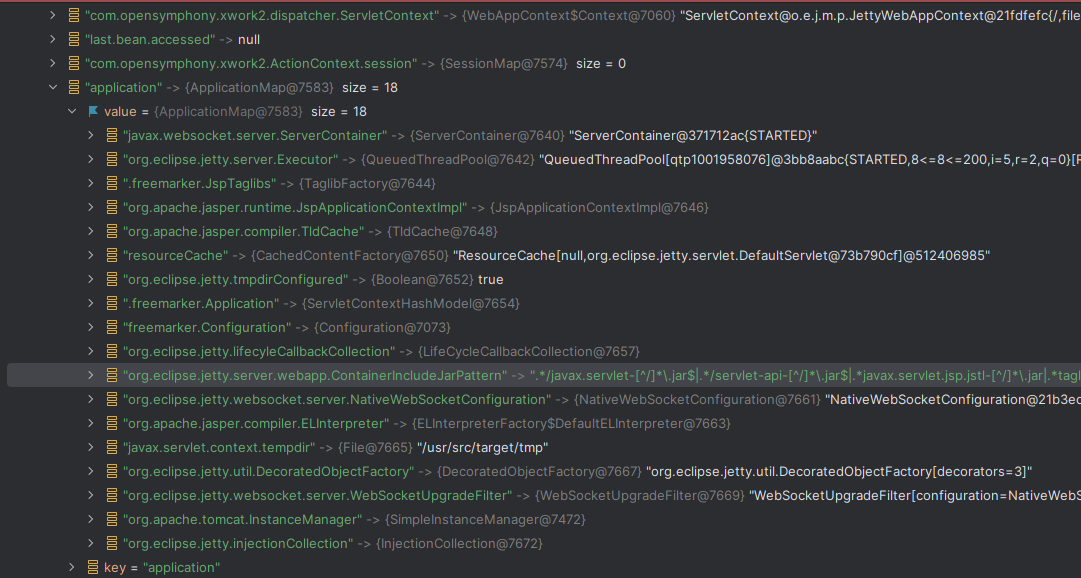 "com.opensymphony.xwork2.dispatcher.ServletContext" -> {WebAppContext$Context@7060} "ServletContext@o.e.j.m.p.JettyWebAppContext@21fdfefc{/,file
"last.bean.accessed" -> null
"com.opensymphony.xwork2.ActionContext.session" -> {SessionMap@7574} size = 0
"application" -> {ApplicationMap@7583} size = 18
value = {ApplicationMap@7583} size = 18
"javax.websocket.server.ServerContainer" -> {ServerContainer@7640} "ServerContainer@371712ac{STARTED}"
"org.eclipse.jetty.server.Executor" -> {QueuedThreadPool@7642} "QueuedThreadPool[qtp1001958076]@3bb8aabc{STARTED,8<=8<=200,i=5,r=2,q=0}[R
".freemarker.JspTaglibs" -> {TaglibFactory@7644}
"org.apache.jasper.runtime.JspApplicationContextImpl" -> {JspApplicationContextImpl@7646}
"org.apache.jasper.compiler.TldCache" -> {TldCache@7648}
"resourceCache" -> {CachedContentFactory@7650} "ResourceCache[null,org.eclipse.jetty.servlet.DefaultServlet@73b790cf]@512406985"
"org.eclipse.jetty.tmpdirConfigured" -> {Boolean@7652} true
".freemarker.Application" -> {ServletContextHashModel@7654}
"freemarker.Configuration" -> {Configuration@7073}
"org.eclipse.jetty.lifecyleCallbackCollection" -> {LifeCycleCallbackCollection@7657}
"org.eclipse.jetty.server.webapp.ContainerIncludeJarPattern" -> ".*/javax.servlet-[^/]*\.jar$|.*/servlet-api-[^/]*\.jar$|.*javax.servlet.jsp.jstl-[^/]*\.jar|.*tagl
"org.eclipse.jetty.websocket.server.NativeWebSocketConfiguration" -> {NativeWebSocketConfiguration@7661} "NativeWebSocketConfiguration@21b3ec
"org.apache.jasper.compiler.ELInterpreter" -> {ELInterpreterFactory$DefaultELInterpreter@7663}
"javax.servlet.context.tempdir" -> {File@7665} "/usr/src/target/tmp"
"org.eclipse.jetty.util.DecoratedObjectFactory" -> {DecoratedObjectFactory@7667} "org.eclipse.jetty.util.DecoratedObjectFactory[decorators=3]"
"org.eclipse.jetty.websocket.server.WebSocketUpgradeFilter" -> {WebSocketUpgradeFilter@7669} "WebSocketUpgradeFilter[configuration=NativeWebS
"org.apache.tomcat.InstanceManager" -> {SimpleInstanceManager@7472}
"org.eclipse.jetty.injectionCollection" -> {InjectionCollection@7672}
key = "application"